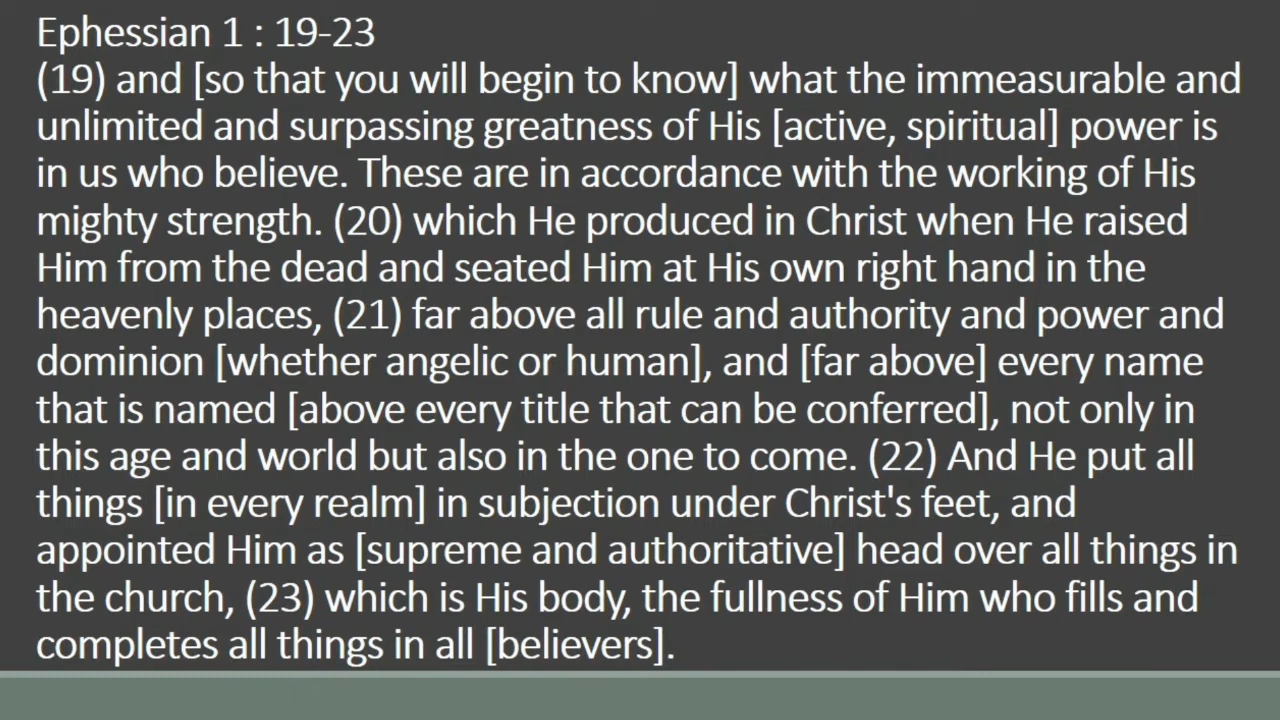 Ephessian 1 : 19-23
(19) and [so that you will begin to know] what the immeasurable and
unlimited and surpassing greatness of His [active, spiritual] power is
in us who believe. These are in accordance with the working of His
mighty strength. (20) which He produced in Christ when He raised
Him from the dead and seated Him at His own right hand in the
heavenly places, (21) far above all rule and authority and power and
dominion [whether angelic or human], and [far above] every name
that is named [above every title that can be conferred], not only in
this age and world but also in the one to come. (22) And He put all
things [in every realm] in subjection under Christ's feet, and
appointed Him as [supreme and authoritative] head over all things in
the church, (23) which is His body, the fullness of Him who fills and
completes all things in all [believers].